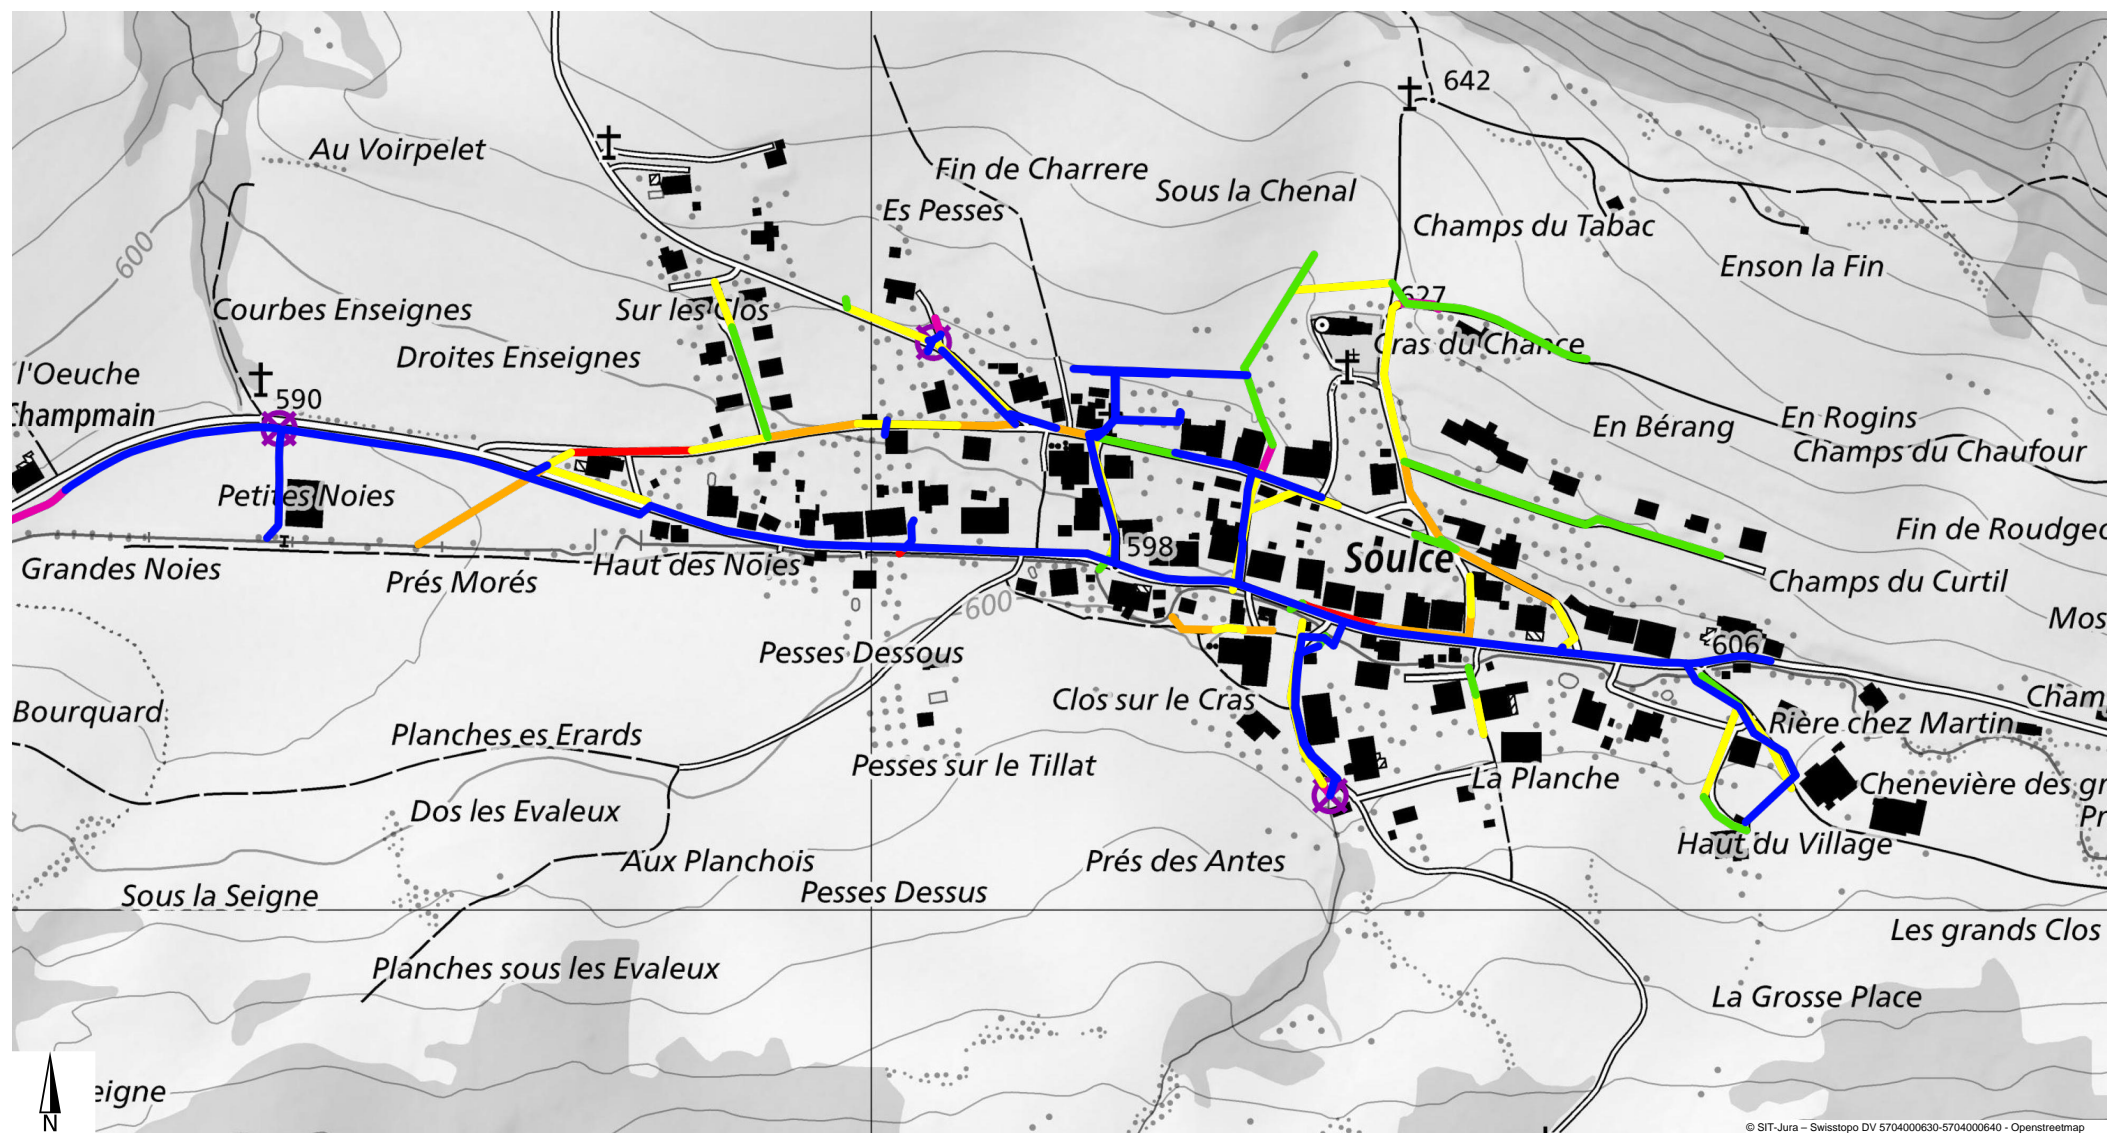 642
Au Voirpelet
Fin de Charrere
Sous la Chenal
Es Pesses
Champs du Tabac
600
Enson la Fin
627
Courbes Enseignes
Sur les Clos
Droites Enseignes
Cras du Chance
l'Oeuche
Champmain
590
En Rogins
En Bérang
Champs du Chaufour
Petites Noies
Fin de Roudge
598
Soulce
Grandes Noies
Prés Morés
Haut des Noies
Champs du Curtil
600
Mos
606
Pesses Dessous
Clos sur le Cras
Cham
Bourquard
Rière chez Martin
Planches es Erards
Pesses sur le Tillat
La Planche
Chenevière des gr
Dos les Evaleux
Pr
Haut du Village
Aux Planchois
Prés des Antes
Pesses Dessus
Sous la Seigne
Les grands Clos
Planches sous les Evaleux
La Grosse Place
eigne
N
© SIT-Jura – Swisstopo DV 5704000630-5704000640 - Openstreetmap